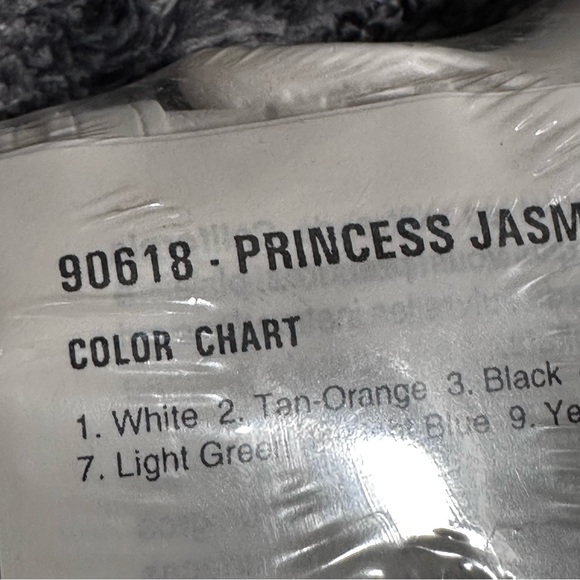 90618 - PRINCESS JASM
COLOR CHART
1. White 2. Tan-Orange 3. Black
7. Light Green Blue 9. Ye